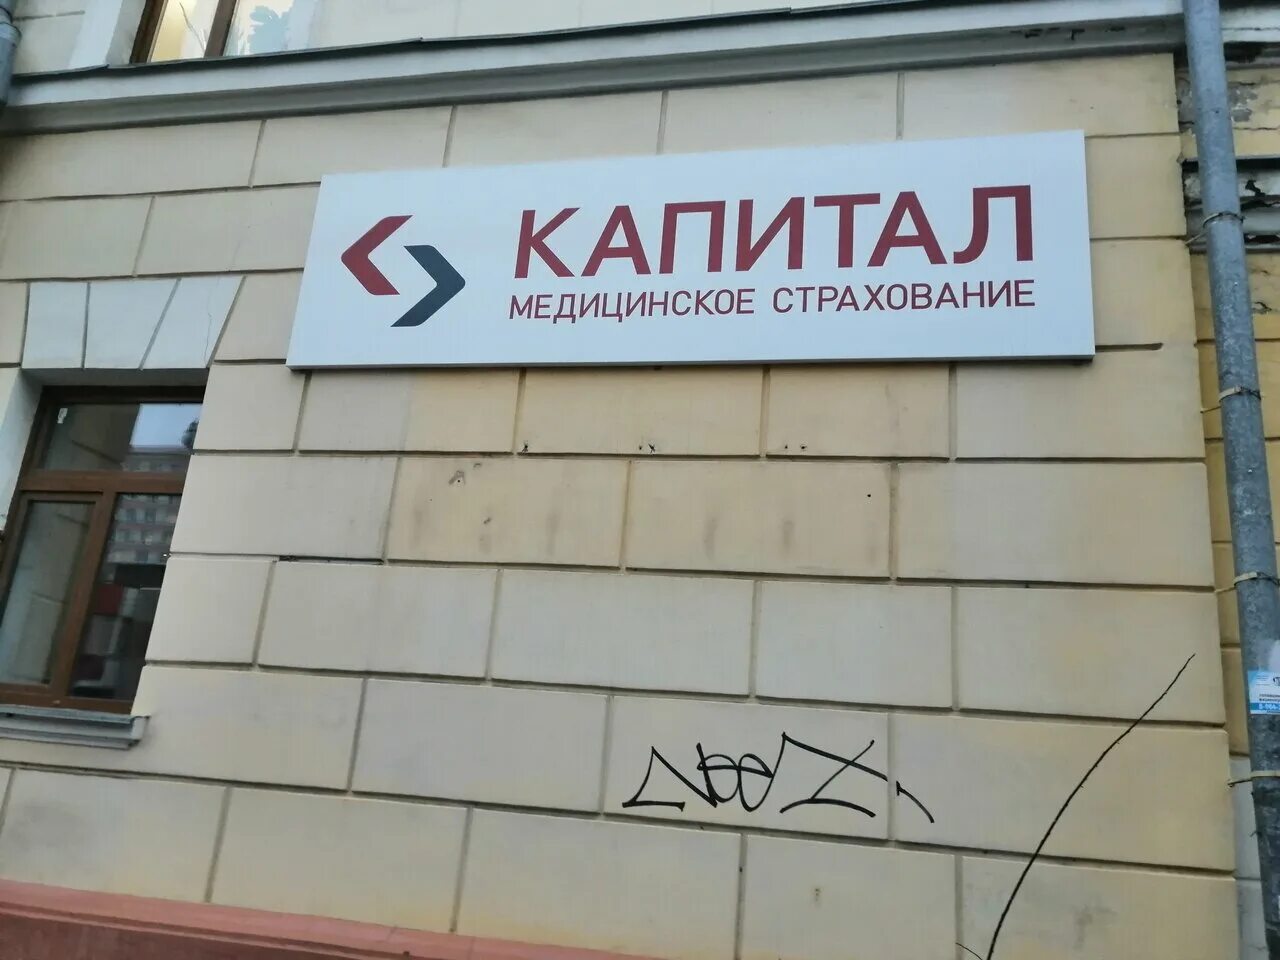 КАПИТАЛ
МЕДИЦИНСКОЕ СТРАХОВАНИЕ